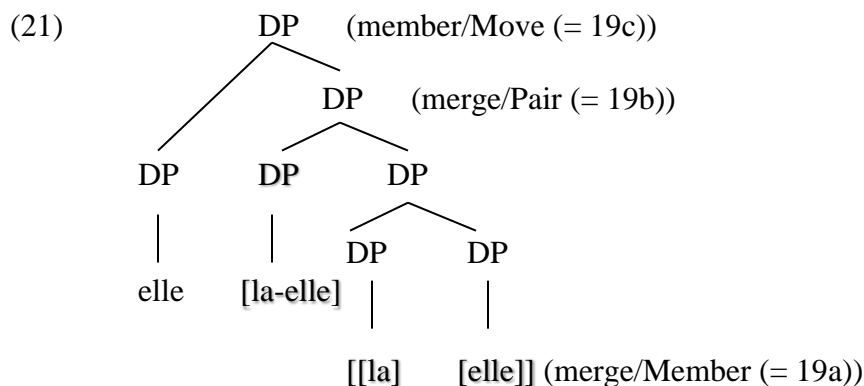 (21) DP (member/Move (= 19c))
DP (merge/Pair (= 19b))
DP DP DP
DP DP
elle [la-elle]
[[la] [elle]] (merge/Member (= 19a))